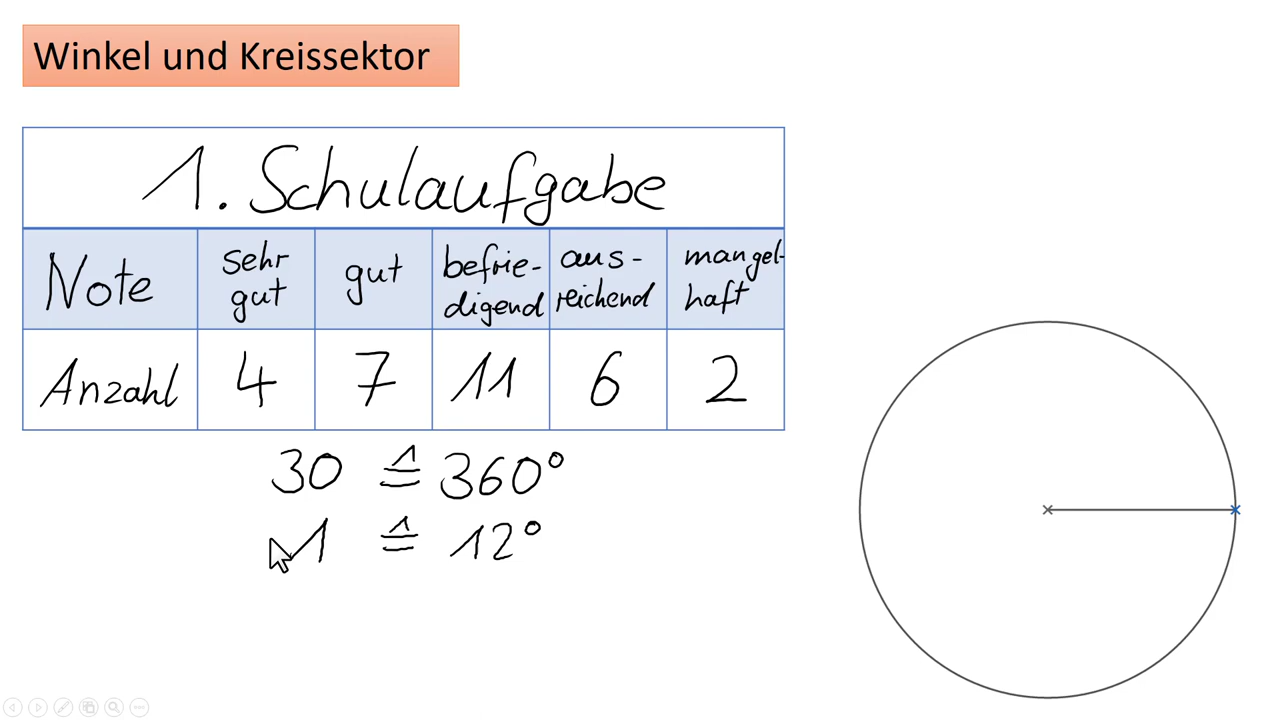 Winkel und Kreissektor
1. Schulaufgabe
Note sehr gut gut befrie-digend aus-reichend mangel-haft
Anzahl 4 7 11 6 2
30 ≙ 360°
1 ≙ 12°